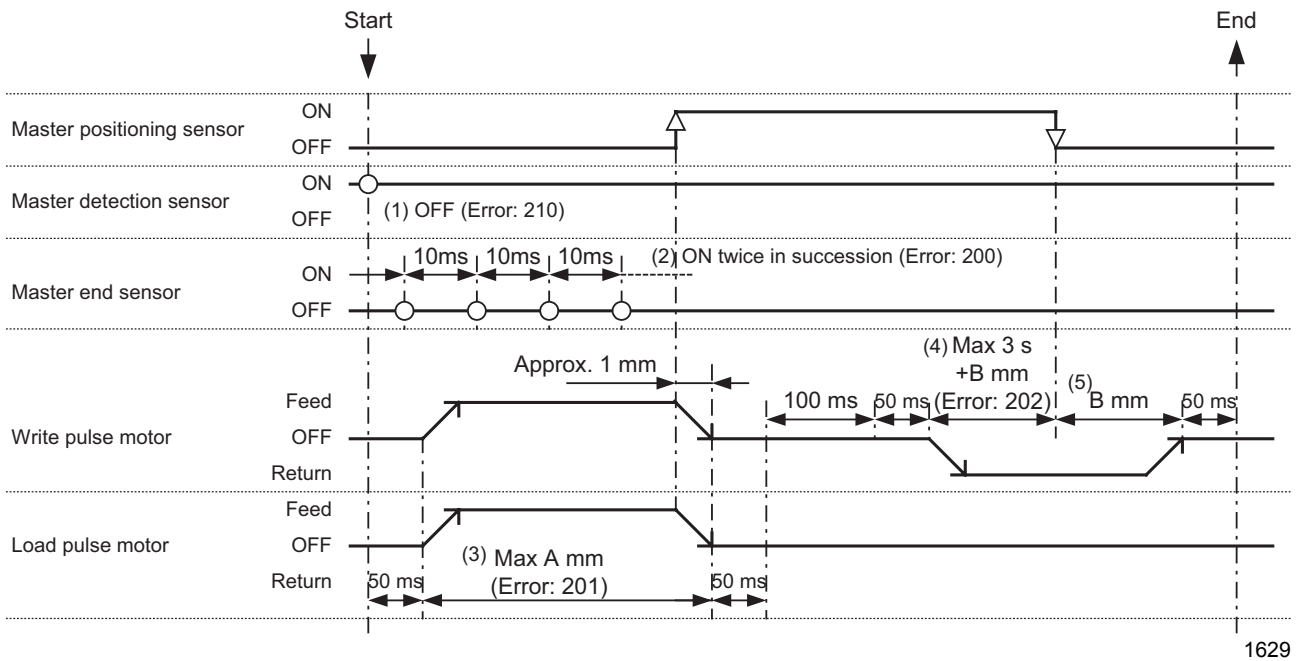 Start
End
Master positioning sensor
ON
OFF
Master detection sensor
ON
OFF
(1) OFF (Error: 210)
Master end sensor
ON
OFF
10ms
10ms
10ms
(2) ON twice in succession (Error: 200)
Write pulse motor
Feed
OFF
Return
Approx. 1 mm
100 ms
50 ms
(4) Max 3 s
+B mm
(Error: 202)
(5)
B mm
50 ms
Load pulse motor
Feed
OFF
Return
50 ms
(3) Max A mm
(Error: 201)
50 ms
1629